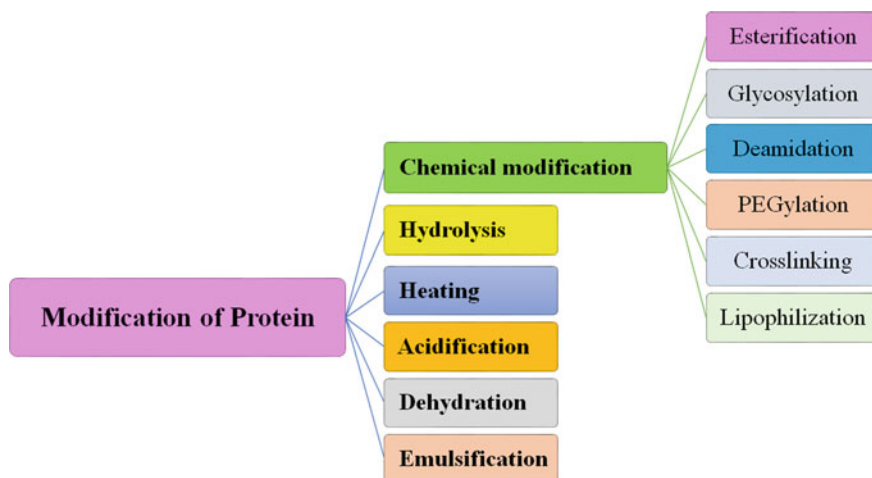 Modification of Protein
Chemical modification
Hydrolysis
Heating
Acidification
Dehydration
Emulsification
Esterification
Glycosylation
Deamidation
PEGylation
Crosslinking
Lipophilization